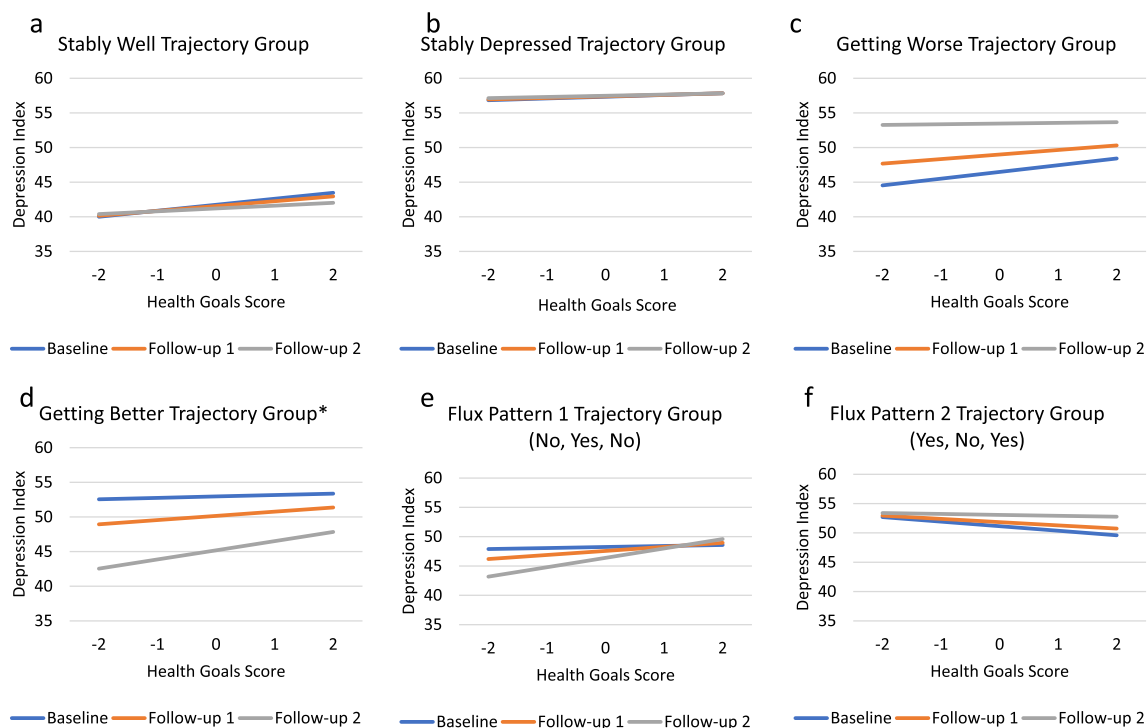 a
Stably Well Trajectory Group
60
55
50
45
40
35
Depression Index
-2 -1 0 1 2
Health Goals Score
Baseline Follow-up 1 Follow-up 2
b
Stably Depressed Trajectory Group
60
55
50
45
40
35
Depression Index
-2 -1 0 1 2
Health Goals Score
Baseline Follow-up 1 Follow-up 2
c
Getting Worse Trajectory Group
60
55
50
45
40
35
Depression Index
-2 -1 0 1 2
Health Goals Score
Baseline Follow-up 1 Follow-up 2
d
Getting Better Trajectory Group*
60
55
50
45
40
35
Depression Index
-2 -1 0 1 2
Health Goals Score
Baseline Follow-up 1 Follow-up 2
e
Flux Pattern 1 Trajectory Group
(No, Yes, No)
60
55
50
45
40
35
Depression Index
-2 -1 0 1 2
Health Goals Score
Baseline Follow-up 1 Follow-up 2
f
Flux Pattern 2 Trajectory Group
(Yes, No, Yes)
60
55
50
45
40
35
Depression Index
-2 -1 0 1 2
Health Goals Score
Baseline Follow-up 1 Follow-up 2